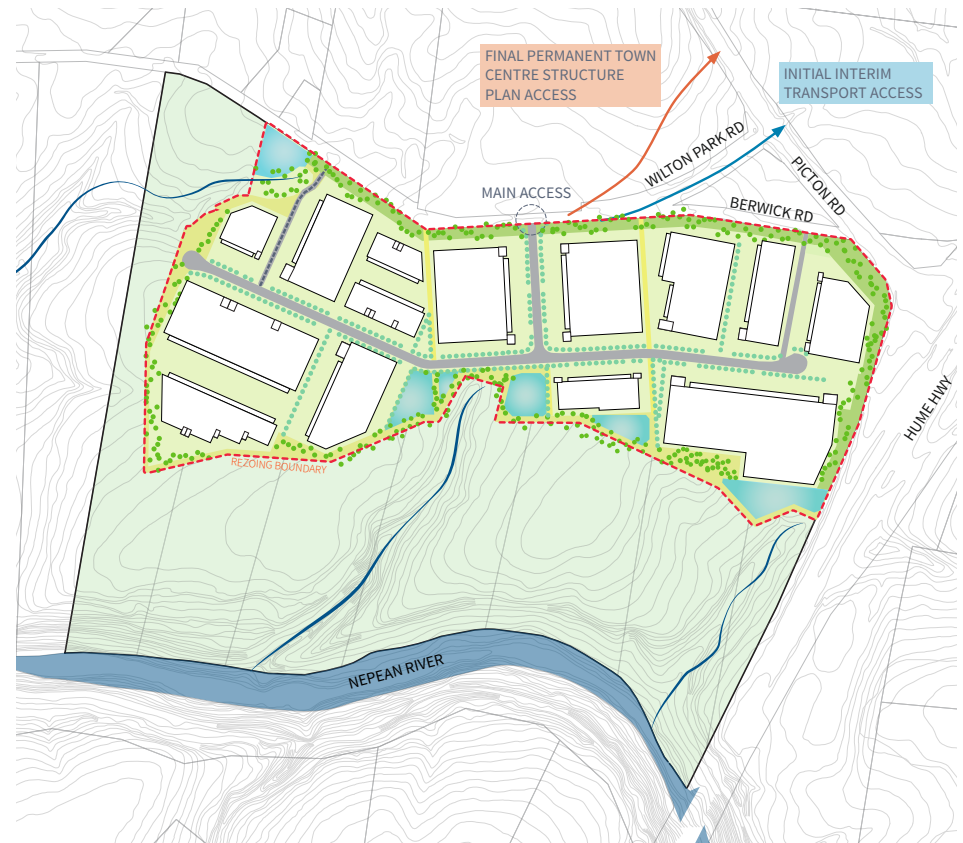 FINAL PERMANENT TOWN
CENTRE STRUCTURE
PLAN ACCESS
INITIAL INTERIM
TRANSPORT ACCESS
WILTON PARK RD
PICTON RD
MAIN ACCESS
BERWICK RD
HUME HWY
REZOING BOUNDARY
NEPEAN RIVER